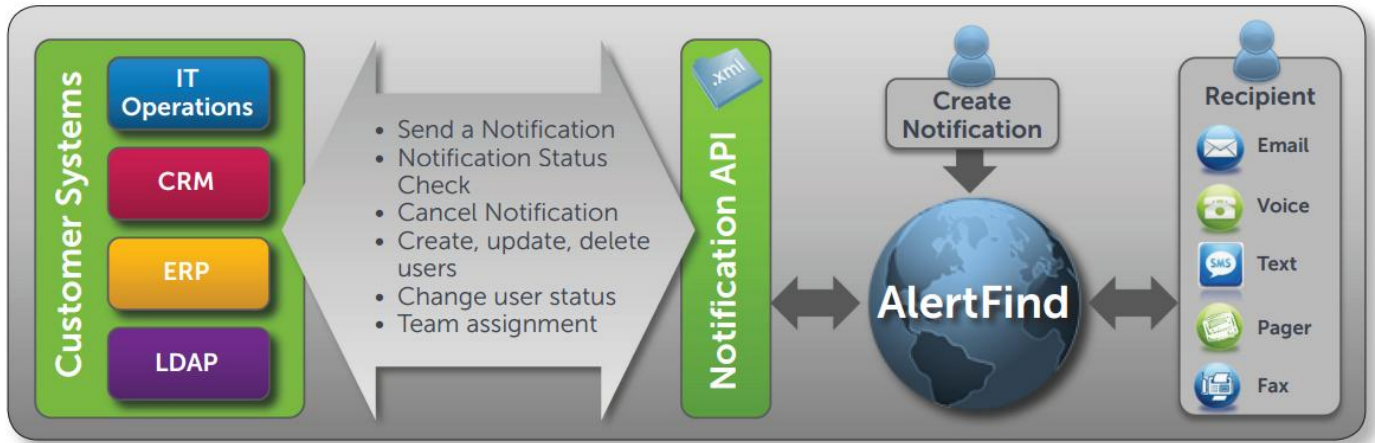 Customer Systems
IT
Operations
CRM
ERP
LDAP
• Send a Notification
• Notification Status
Check
• Cancel Notification
• Create, update, delete
users
• Change user status
• Team assignment
.xml
Notification API
Create
Notification
AlertFind
Recipient
Email
Voice
SMS
Text
Pager
Fax